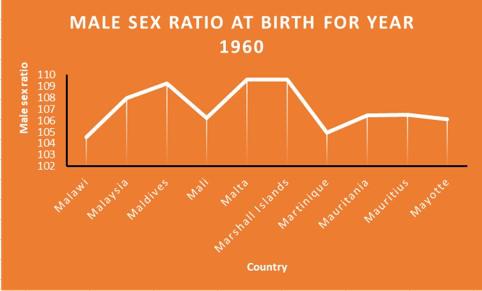 MALE SEX RATIO AT BIRTH FOR YEAR
1960
Male sex ratio
110
109
108
107
106
105
104
103
102
Malawi
Malaysia
Maldives
Mali
Malta
Marshall Islands
Martinique
Mauritania
Mauritius
Mayotte
Country